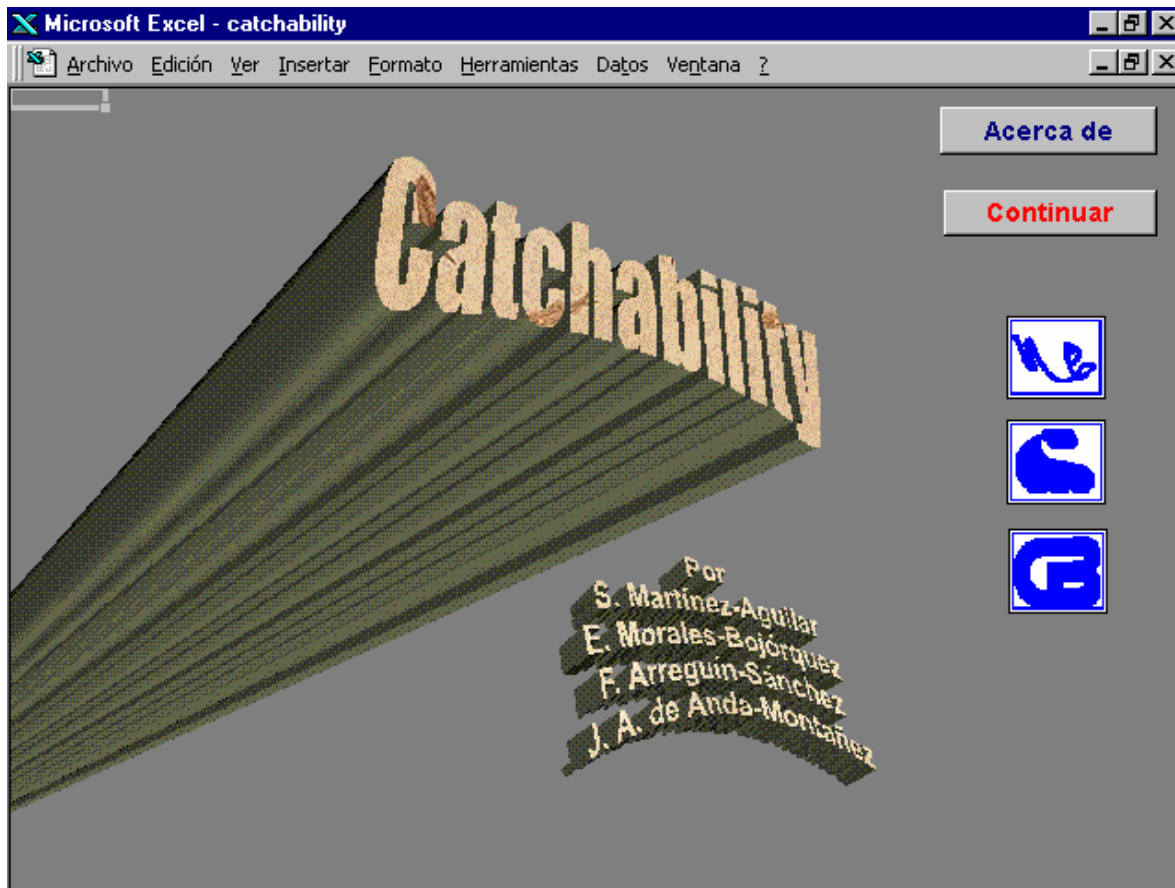 Microsoft Excel - catchability
Archivo Edición Ver Insertar Formato Herramientas Datos Ventana ?
Acerca de
Continuar
Catchability
Por
S. Martínez-Aguilar
E. Morales-Bojórquez
F. Arreguín-Sánchez
J. A. de Anda-Montañez